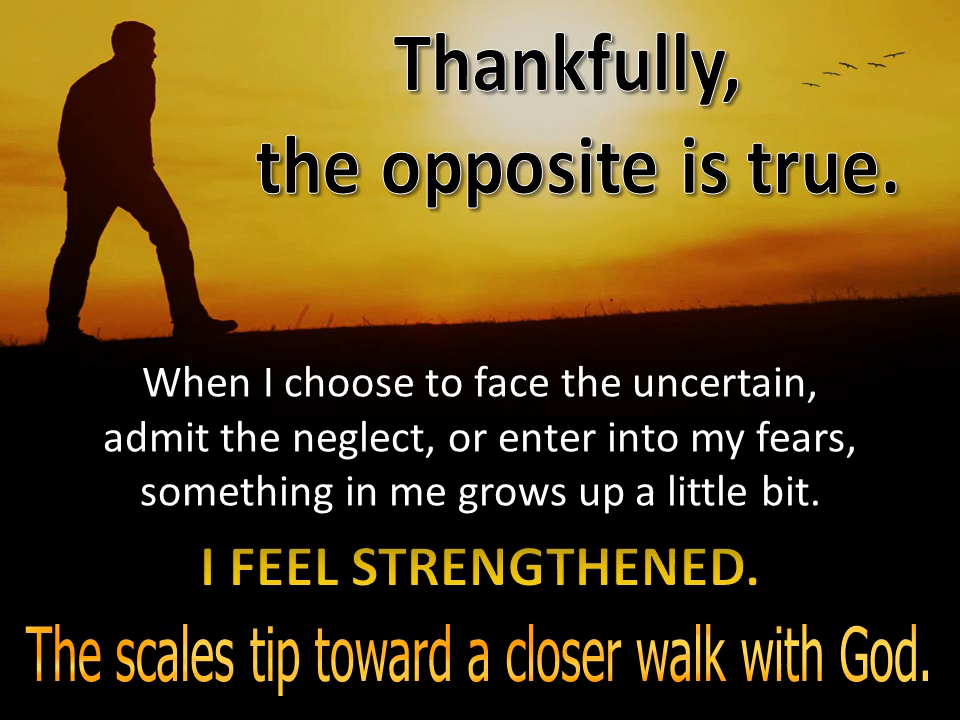 Thankfully,
the opposite is true.
When I choose to face the uncertain,
admit the neglect, or enter into my fears,
something in me grows up a little bit.
I FEEL STRENGTHENED.
The scales tip toward a closer walk with God.